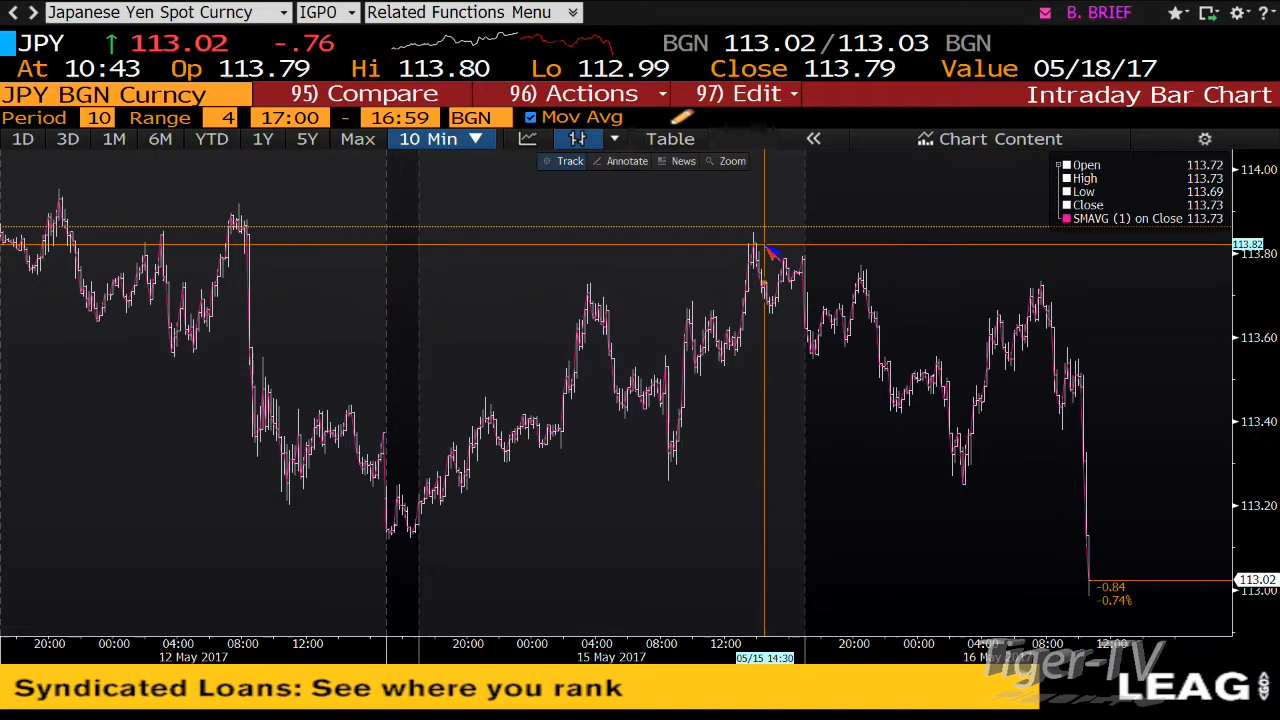 Japanese Yen Spot Curncy IGPO Related Functions Menu B. BRIEF
JPY 113.02 -.76 BGN 113.02/113.03 BGN
At 10:43 Op 113.79 Hi 113.80 Lo 112.99 Close 113.79 Value 05/18/17
JPY BGN Curncy 95) Compare 96) Actions 97) Edit Intraday Bar Chart
Period 10 Range 4 17:00 - 16:59 BGN Mov Avg
1D 3D 1M 6M YTD 1Y 5Y Max 10 Min Table Chart Content
Track Annotate News Zoom
Open 113.72
High 113.73
Low 113.69
Close 113.73
SMAVG (1) on Close 113.73
114.00
113.82
113.80
113.60
113.40
113.20
113.02
113.00
-0.84
-0.74%
20:00 00:00 04:00 08:00 12:00 20:00 00:00 04:00 08:00 12:00 20:00 00:00 04:00 08:00 12:00
12 May 2017 15 May 2017 05/15 14:30 16 May 2017
Tiger-TV
Syndicated Loans: See where you rank LEAG